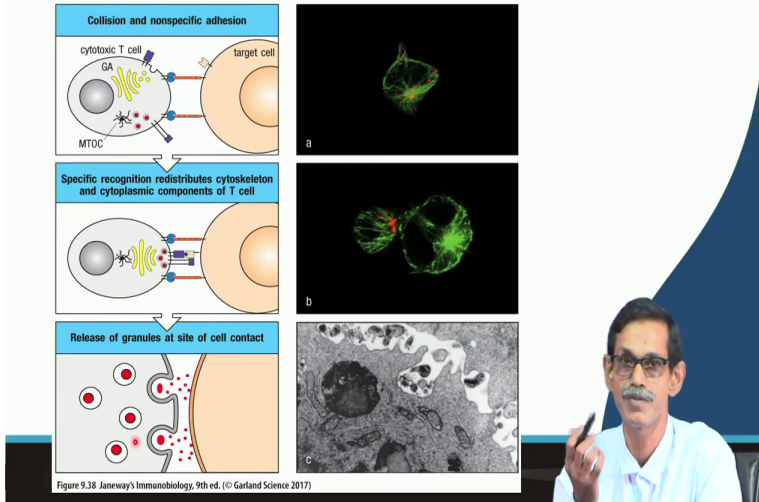 Collision and nonspecific adhesion
cytotoxic T cell
target cell
GA
MTOC
a
Specific recognition redistributes cytoskeleton
and cytoplasmic components of T cell
b
Release of granules at site of cell contact
c
Figure 9.38 Janeway's Immunobiology, 9th ed. (© Garland Science 2017)